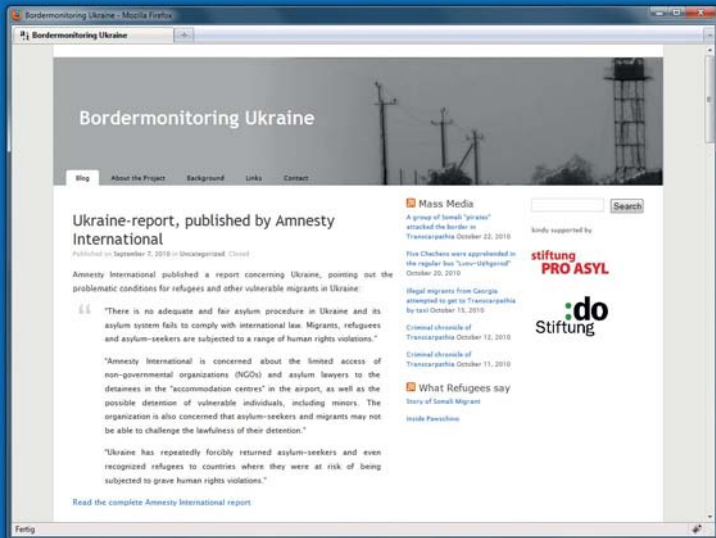 Bordermonitoring Ukraine - Mozilla Firefox
Bordermonitoring Ukraine
Bordermonitoring Ukraine
Blog About the Project Background Links Contact
Ukraine-report, published by Amnesty
International
Published on September 7, 2010 in Uncategorized. Closed
Amnesty International published a report concerning Ukraine, pointing out the
problematic conditions for refugees and other vulnerable migrants in Ukraine:
"There is no adequate and fair asylum procedure in Ukraine and its
asylum system fails to comply with international law. Migrants, refuguees
and asylum-seekers are subjected to a range of human rights violations."
"Amnesty International is concerned about the limited access of
non-governmental organizations (NGOs) and asylum lawyers to the
detainees in the "accommodation centres" in the airport, as well as the
possible detention of vulnerable individuals, including minors. The
organization is also concerned that asylum-seekers and migrants may not
be able to challenge the lawfulness of their detention."
"Ukraine has repeatedly forcibly returned asylum-seekers and even
recognized refugees to countries where they were at risk of being
subjected to grave human rights violations."
Read the complete Amnesty International report
Mass Media
A group of Somali "pirates"
attacked the border in
Transcarpathia October 22, 2010
Five Chechens were apprehended in
the regular bus "Lvov-Uzhgorod"
October 20, 2010
Illegal migrants from Georgia
attempted to get to Transcarpathia
by taxi October 15, 2010
Criminal chronicle of
Transcarpathia October 12, 2010
Criminal chronicle of
Transcarpathia October 11, 2010
What Refugees say
Story of Somali Migrant
Inside Pawschino
Search
kindly supported by
stiftung
PRO ASYL
:do
Stiftung
Fertig